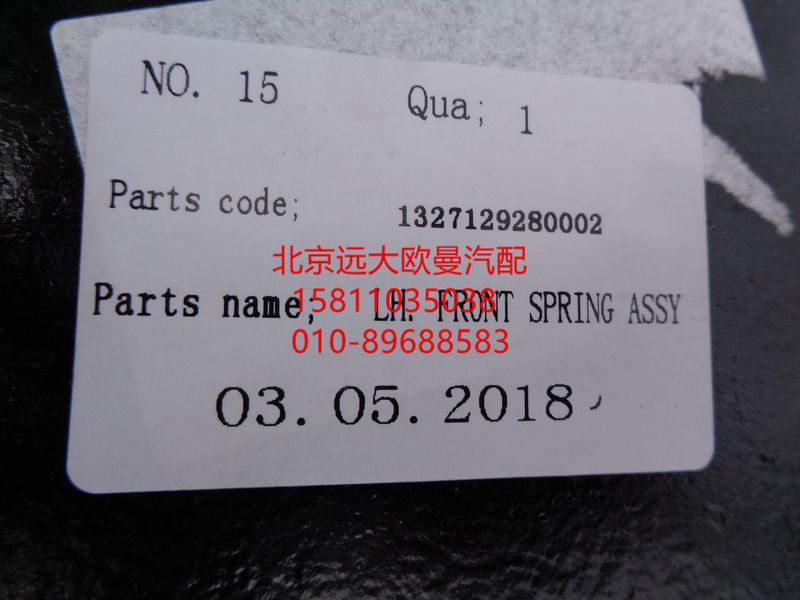 NO. 15 Qua; 1
Parts code; 1327129280002
北京远大欧曼汽配
15811035038
Parts name; LH. FRONT SPRING ASSY
010-89688583
03. 05. 2018